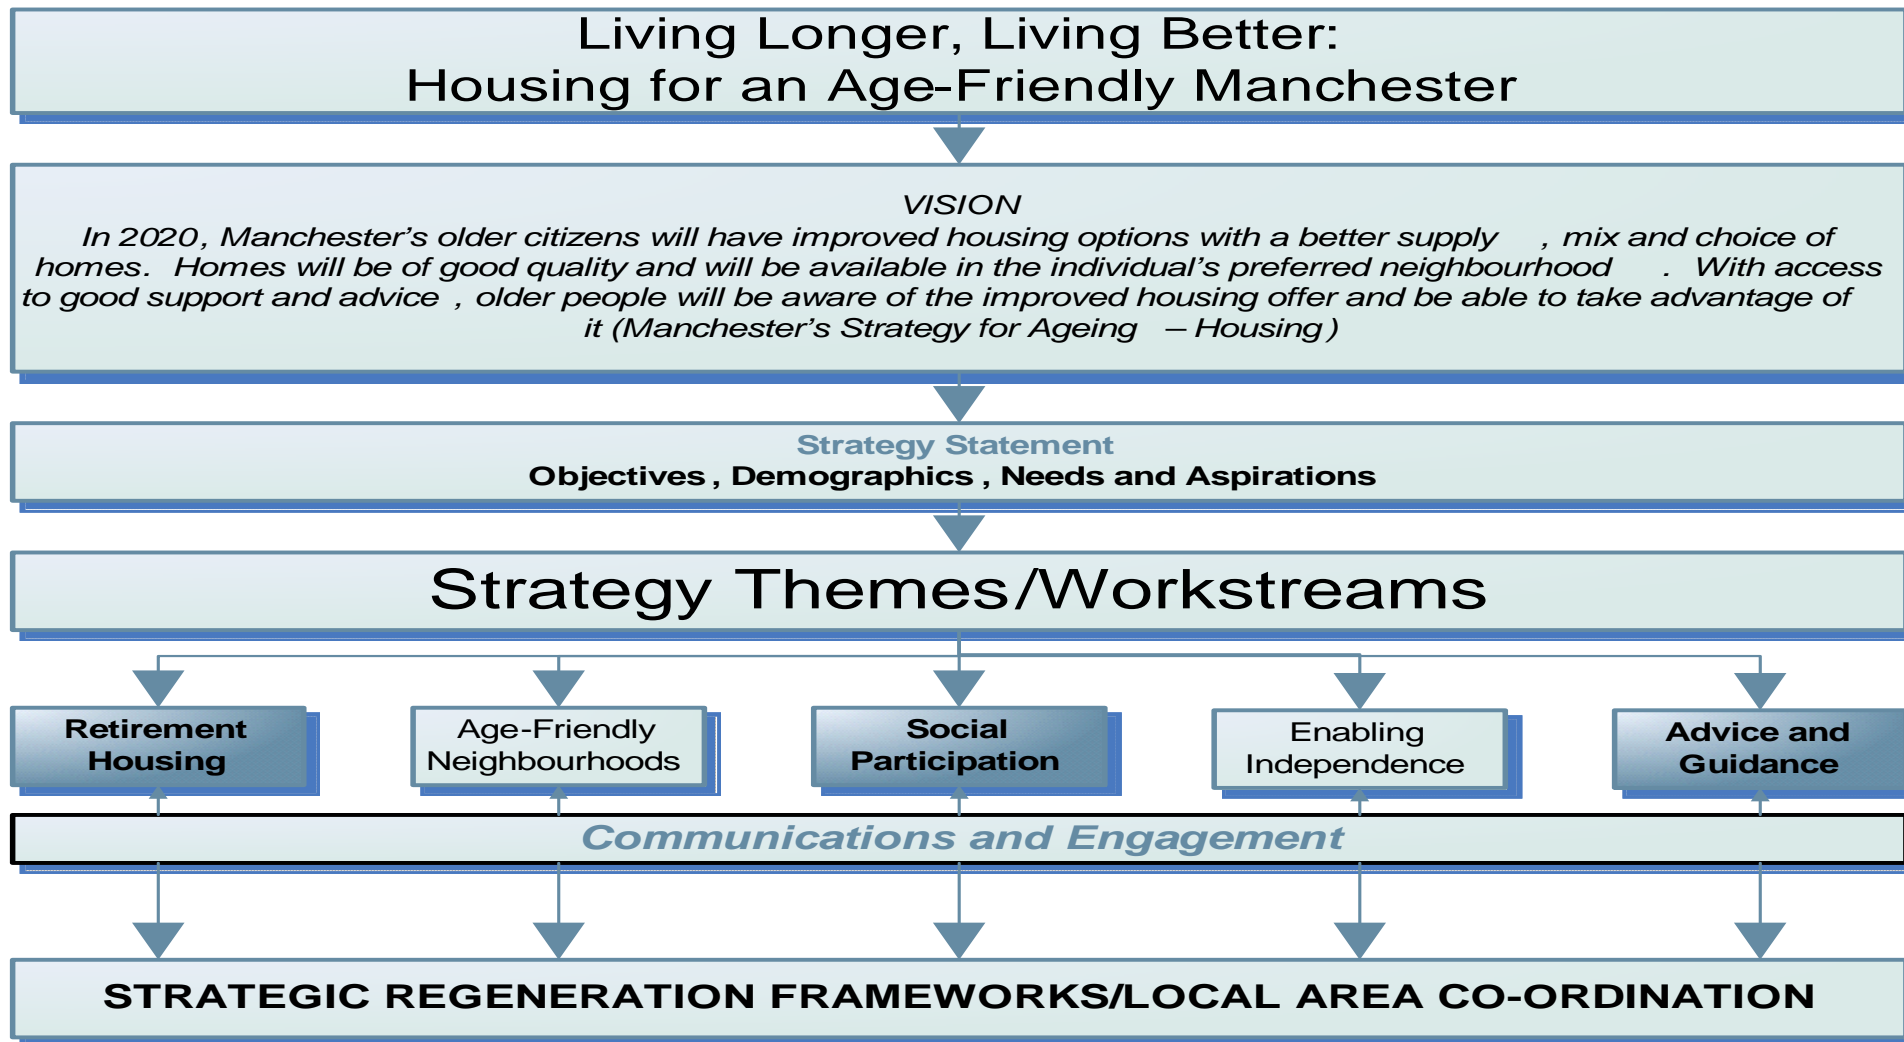 Living Longer, Living Better:
Housing for an Age-Friendly Manchester
VISION
In 2020, Manchester's older citizens will have improved housing options with a better supply , mix and choice of
homes. Homes will be of good quality and will be available in the individual's preferred neighbourhood . With access
to good support and advice , older people will be aware of the improved housing offer and be able to take advantage of
it (Manchester's Strategy for Ageing – Housing)
Strategy Statement
Objectives , Demographics , Needs and Aspirations
Strategy Themes/Workstreams
Retirement
Housing
Age-Friendly
Neighbourhoods
Social
Participation
Enabling
Independence
Advice and
Guidance
Communications and Engagement
STRATEGIC REGENERATION FRAMEWORKS/LOCAL AREA CO-ORDINATION